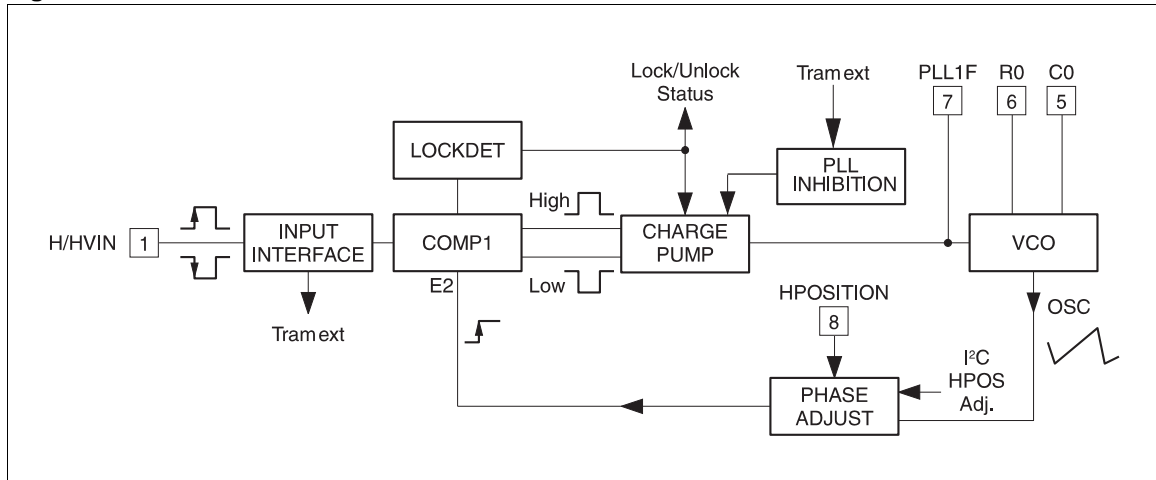 Lock/Unlock
Status
Tramext
PLL1F
R0
C0
7
6
5
LOCKDET
PLL
INHIBITION
High
H/HVIN
1
INPUT
INTERFACE
COMP1
CHARGE
PUMP
VCO
E2
Low
Tramext
HPOSITION
8
OSC
I²C
HPOS
Adj.
PHASE
ADJUST